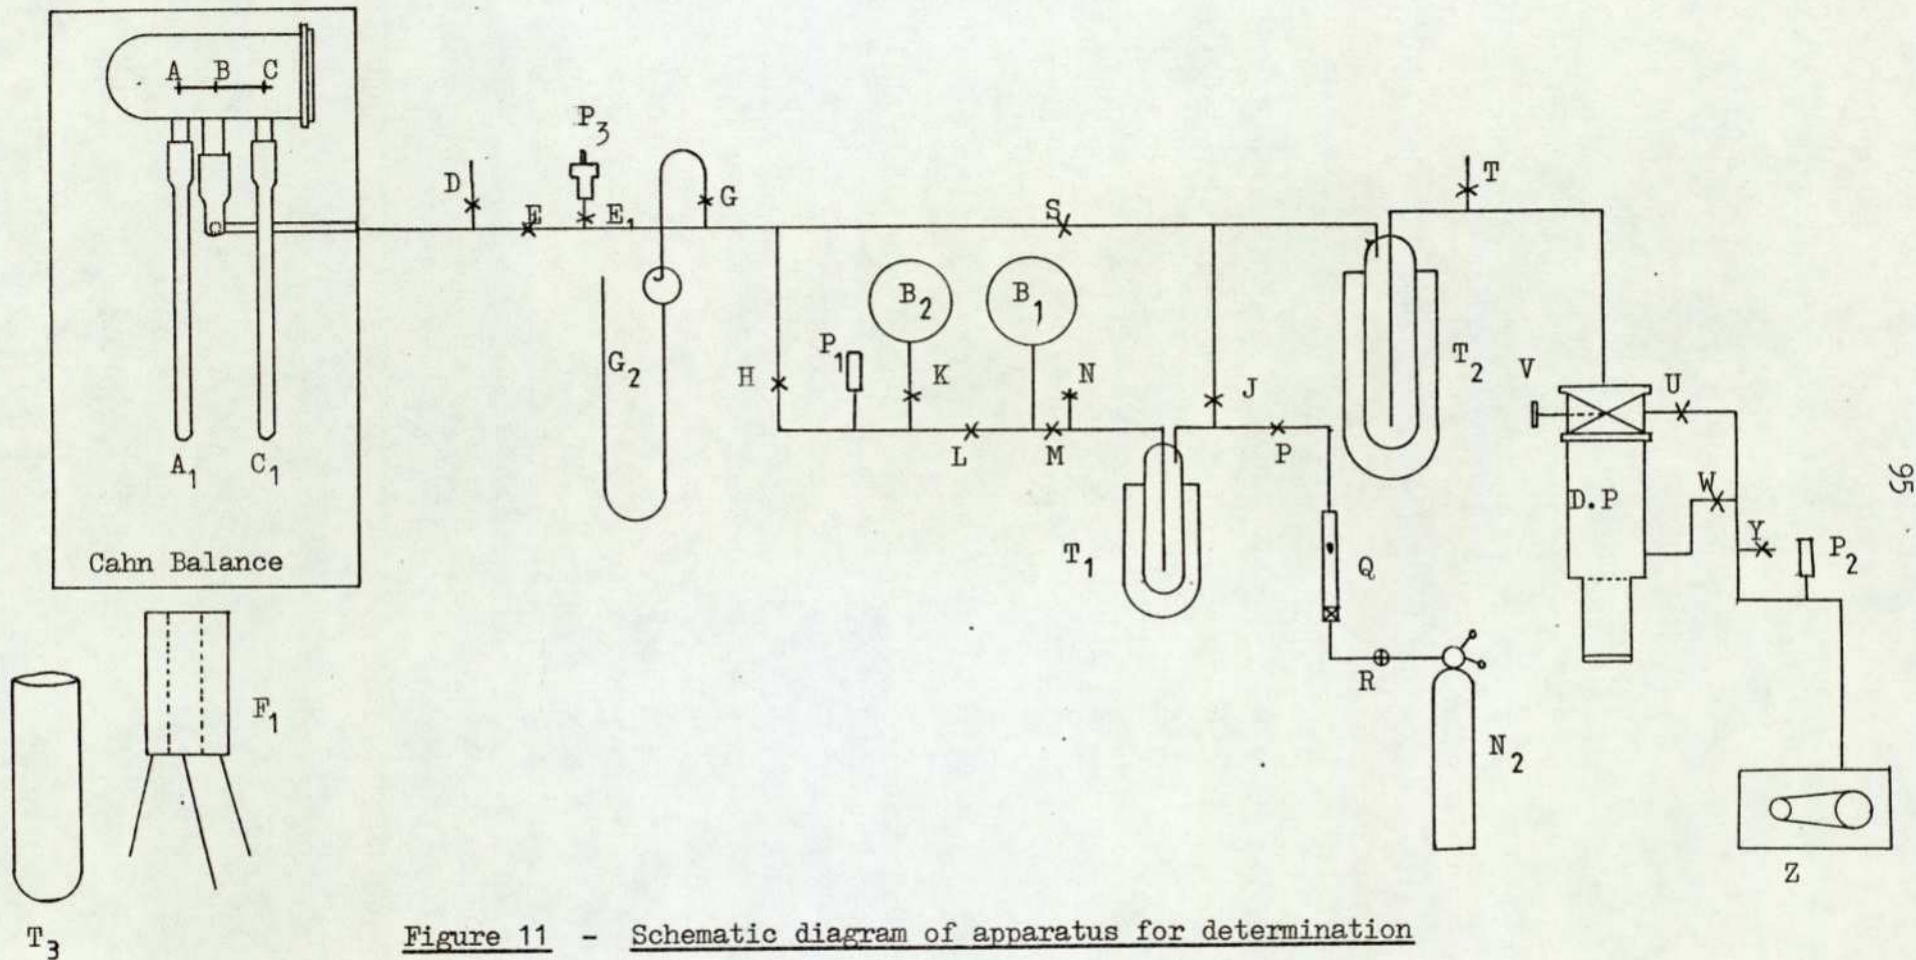 A B C
P3
D
E
E1
G
S
T
B2
B1
G2
P1
H
K
N
J
T2
V
U
L
M
P
A1
C1
W
D.P
Y
P2
T1
Q
Cahn Balance
R
F1
N2
Z
T3
95
Figure 11 - Schematic diagram of apparatus for determination